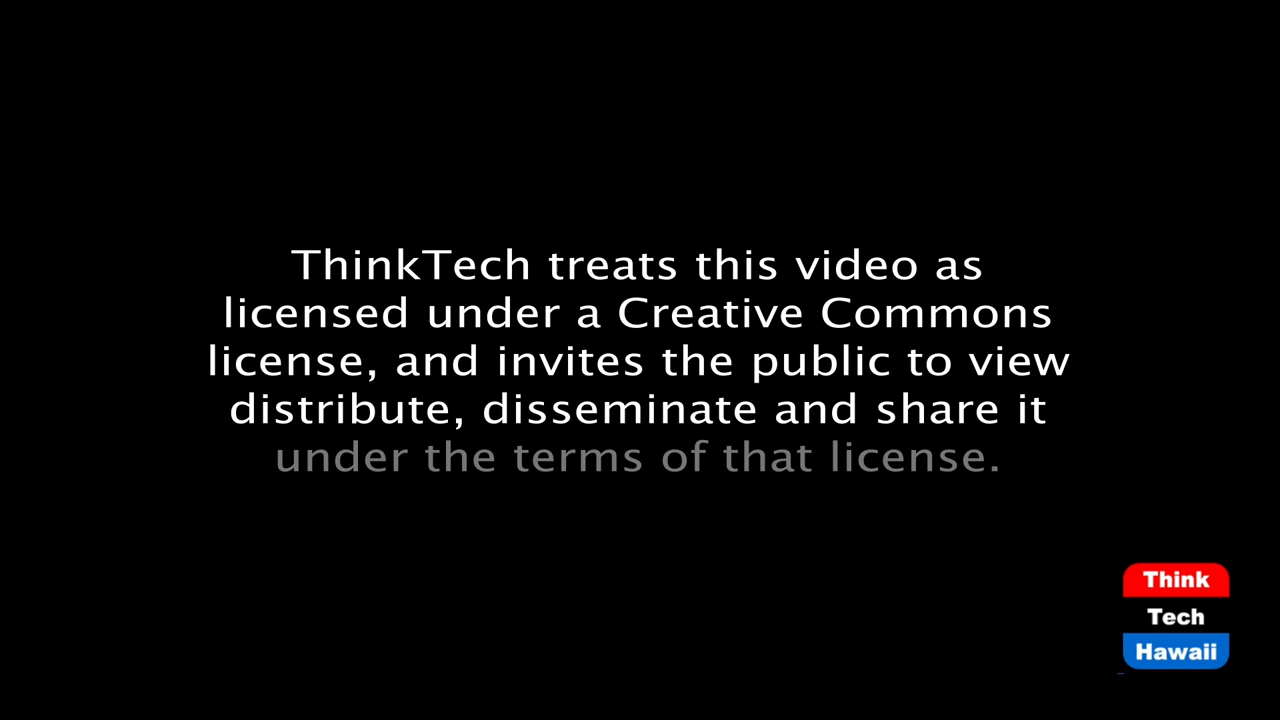 ThinkTech treats this video as
licensed under a Creative Commons
license, and invites the public to view
distribute, disseminate and share it
under the terms of that license.
Think
Tech
Hawaii